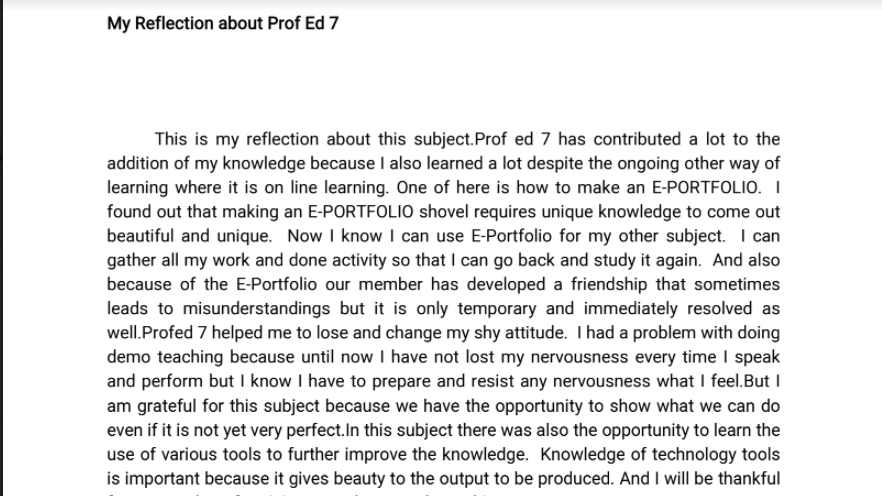 My Reflection about Prof Ed 7
This is my reflection about this subject.Prof ed 7 has contributed a lot to the
addition of my knowledge because I also learned a lot despite the ongoing other way of
learning where it is on line learning. One of here is how to make an E-PORTFOLIO. I
found out that making an E-PORTFOLIO shovel requires unique knowledge to come out
beautiful and unique. Now I know I can use E-Portfolio for my other subject. I can
gather all my work and done activity so that I can go back and study it again. And also
because of the E-Portfolio our member has developed a friendship that sometimes
leads to misunderstandings but it is only temporary and immediately resolved as
well.Profed 7 helped me to lose and change my shy attitude. I had a problem with doing
demo teaching because until now I have not lost my nervousness every time I speak
and perform but I know I have to prepare and resist any nervousness what I feel.But I
am grateful for this subject because we have the opportunity to show what we can do
even if it is not yet very perfect.In this subject there was also the opportunity to learn the
use of various tools to further improve the knowledge. Knowledge of technology tools
is important because it gives beauty to the output to be produced. And I will be thankful